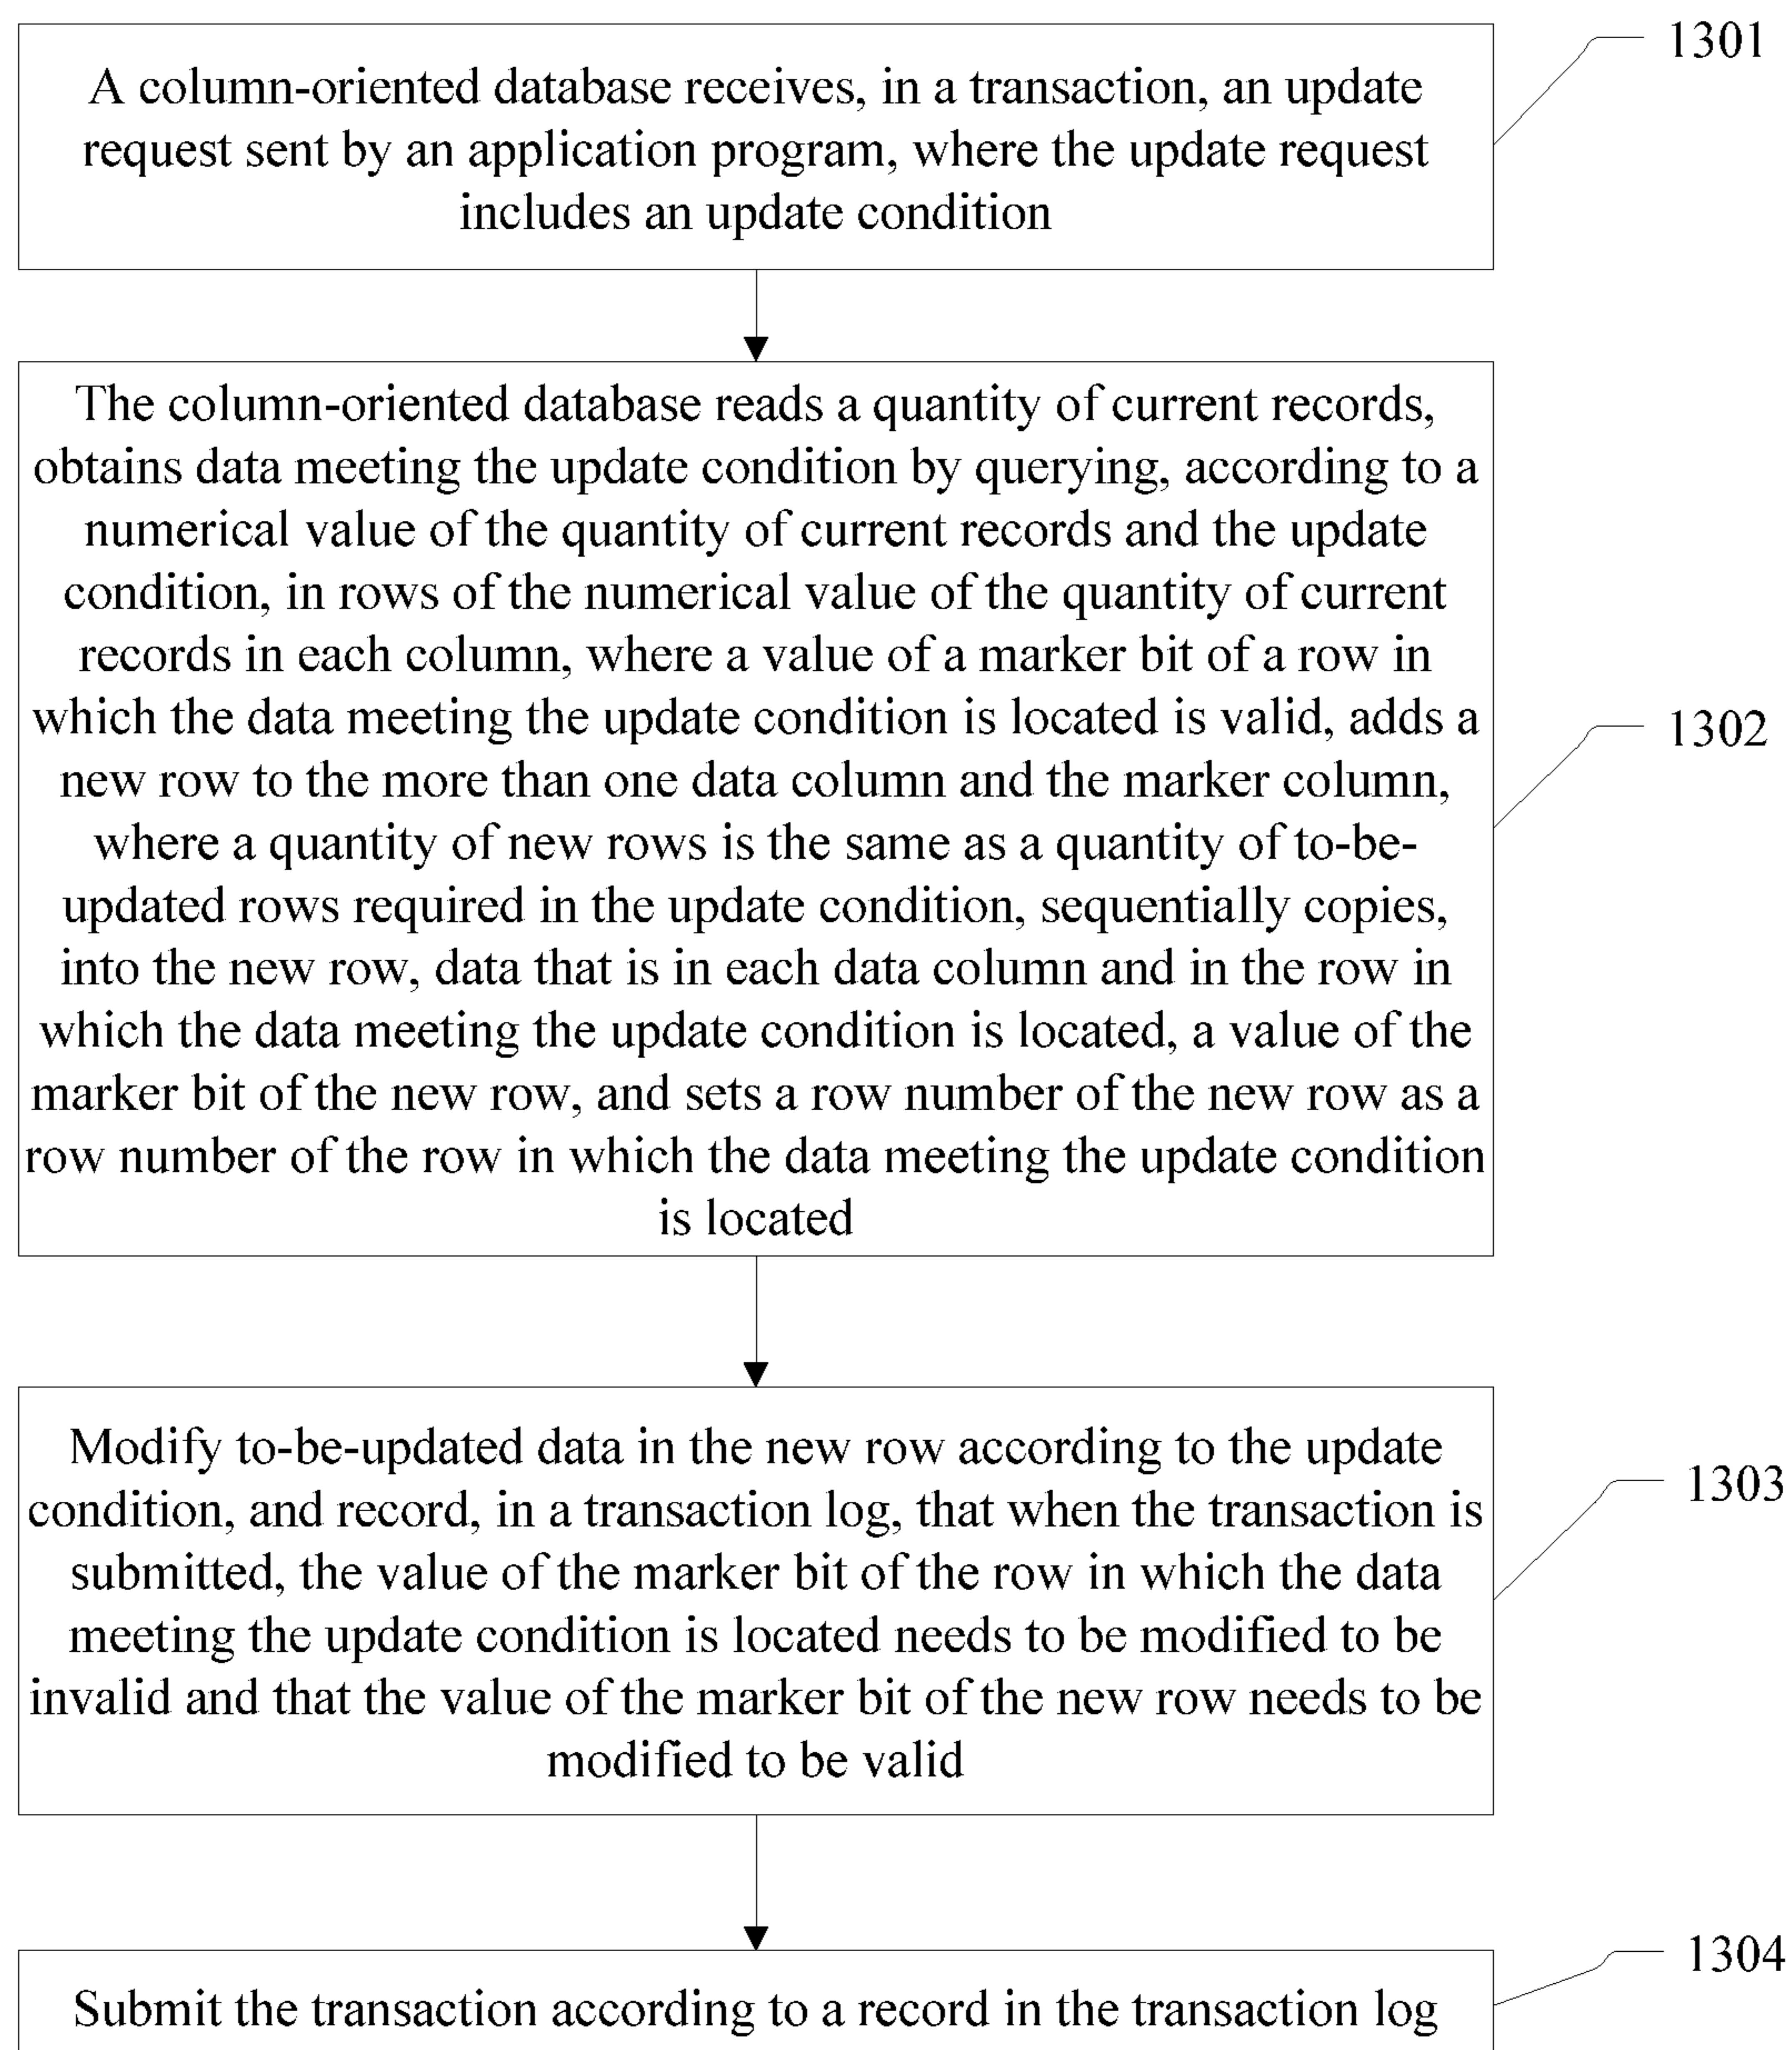 1301
A column-oriented database receives, in a transaction, an update
request sent by an application program, where the update request
includes an update condition
The column-oriented database reads a quantity of current records,
obtains data meeting the update condition by querying, according to a
numerical value of the quantity of current records and the update
condition, in rows of the numerical value of the quantity of current
records in each column, where a value of a marker bit of a row in
which the data meeting the update condition is located is valid, adds a
new row to the more than one data column and the marker column,
where a quantity of new rows is the same as a quantity of to-be-
updated rows required in the update condition, sequentially copies,
into the new row, data that is in each data column and in the row in
which the data meeting the update condition is located, a value of the
marker bit of the new row, and sets a row number of the new row as a
row number of the row in which the data meeting the update condition
is located
1302
Modify to-be-updated data in the new row according to the update
condition, and record, in a transaction log, that when the transaction is
submitted, the value of the marker bit of the row in which the data
meeting the update condition is located needs to be modified to be
invalid and that the value of the marker bit of the new row needs to be
modified to be valid
1303
1304
Submit the transaction according to a record in the transaction log